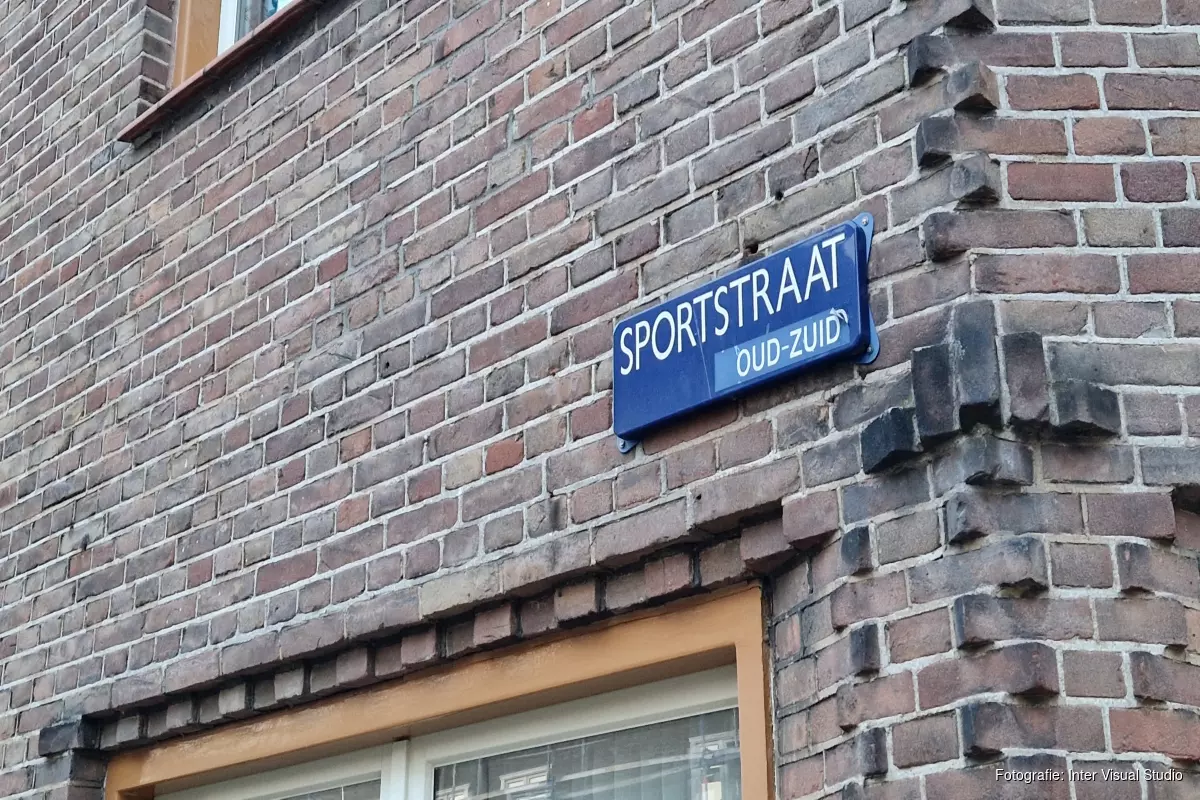 SPORTSTRAAT
OUD-ZUID
Fotografie: Inter Visual Studio